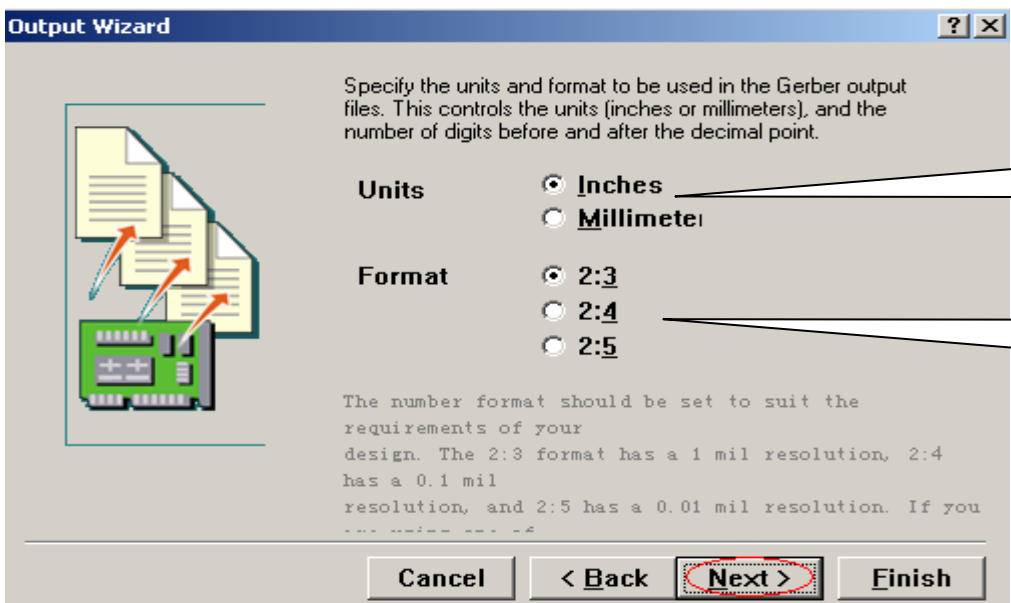 Output Wizard
Specify the units and format to be used in the Gerber output
files. This controls the units (inches or millimeters), and the
number of digits before and after the decimal point.
Units
Inches
Millimete
Format
2:3
2:4
2:5
The number format should be set to suit the
requirements of your
design. The 2:3 format has a 1 mil resolution, 2:4
has a 0.1 mil
resolution, and 2:5 has a 0.01 mil resolution. If you
Cancel
< Back
Next >
Finish